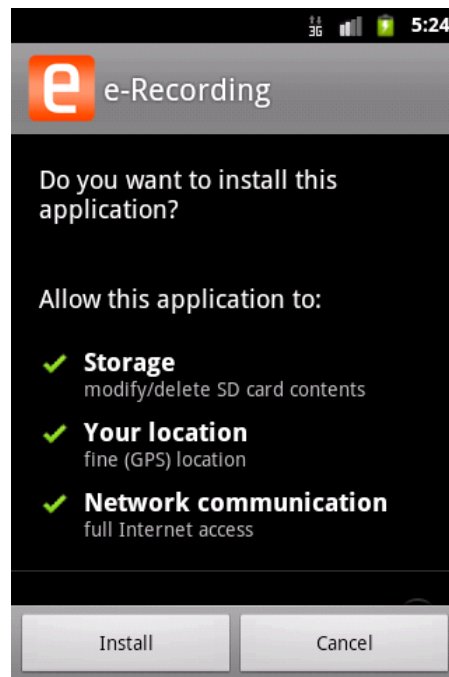 3G 5:24
e e-Recording
Do you want to install this
application?
Allow this application to:
Storage
modify/delete SD card contents
Your location
fine (GPS) location
Network communication
full Internet access
Install Cancel